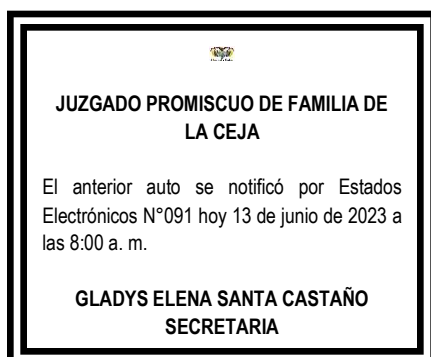 JUZGADO PROMISCUO DE FAMILIA DE
LA CEJA
El anterior auto se notificó por Estados
Electrónicos N°091 hoy 13 de junio de 2023 a
las 8:00 a. m.
GLADYS ELENA SANTA CASTAÑO
SECRETARIA